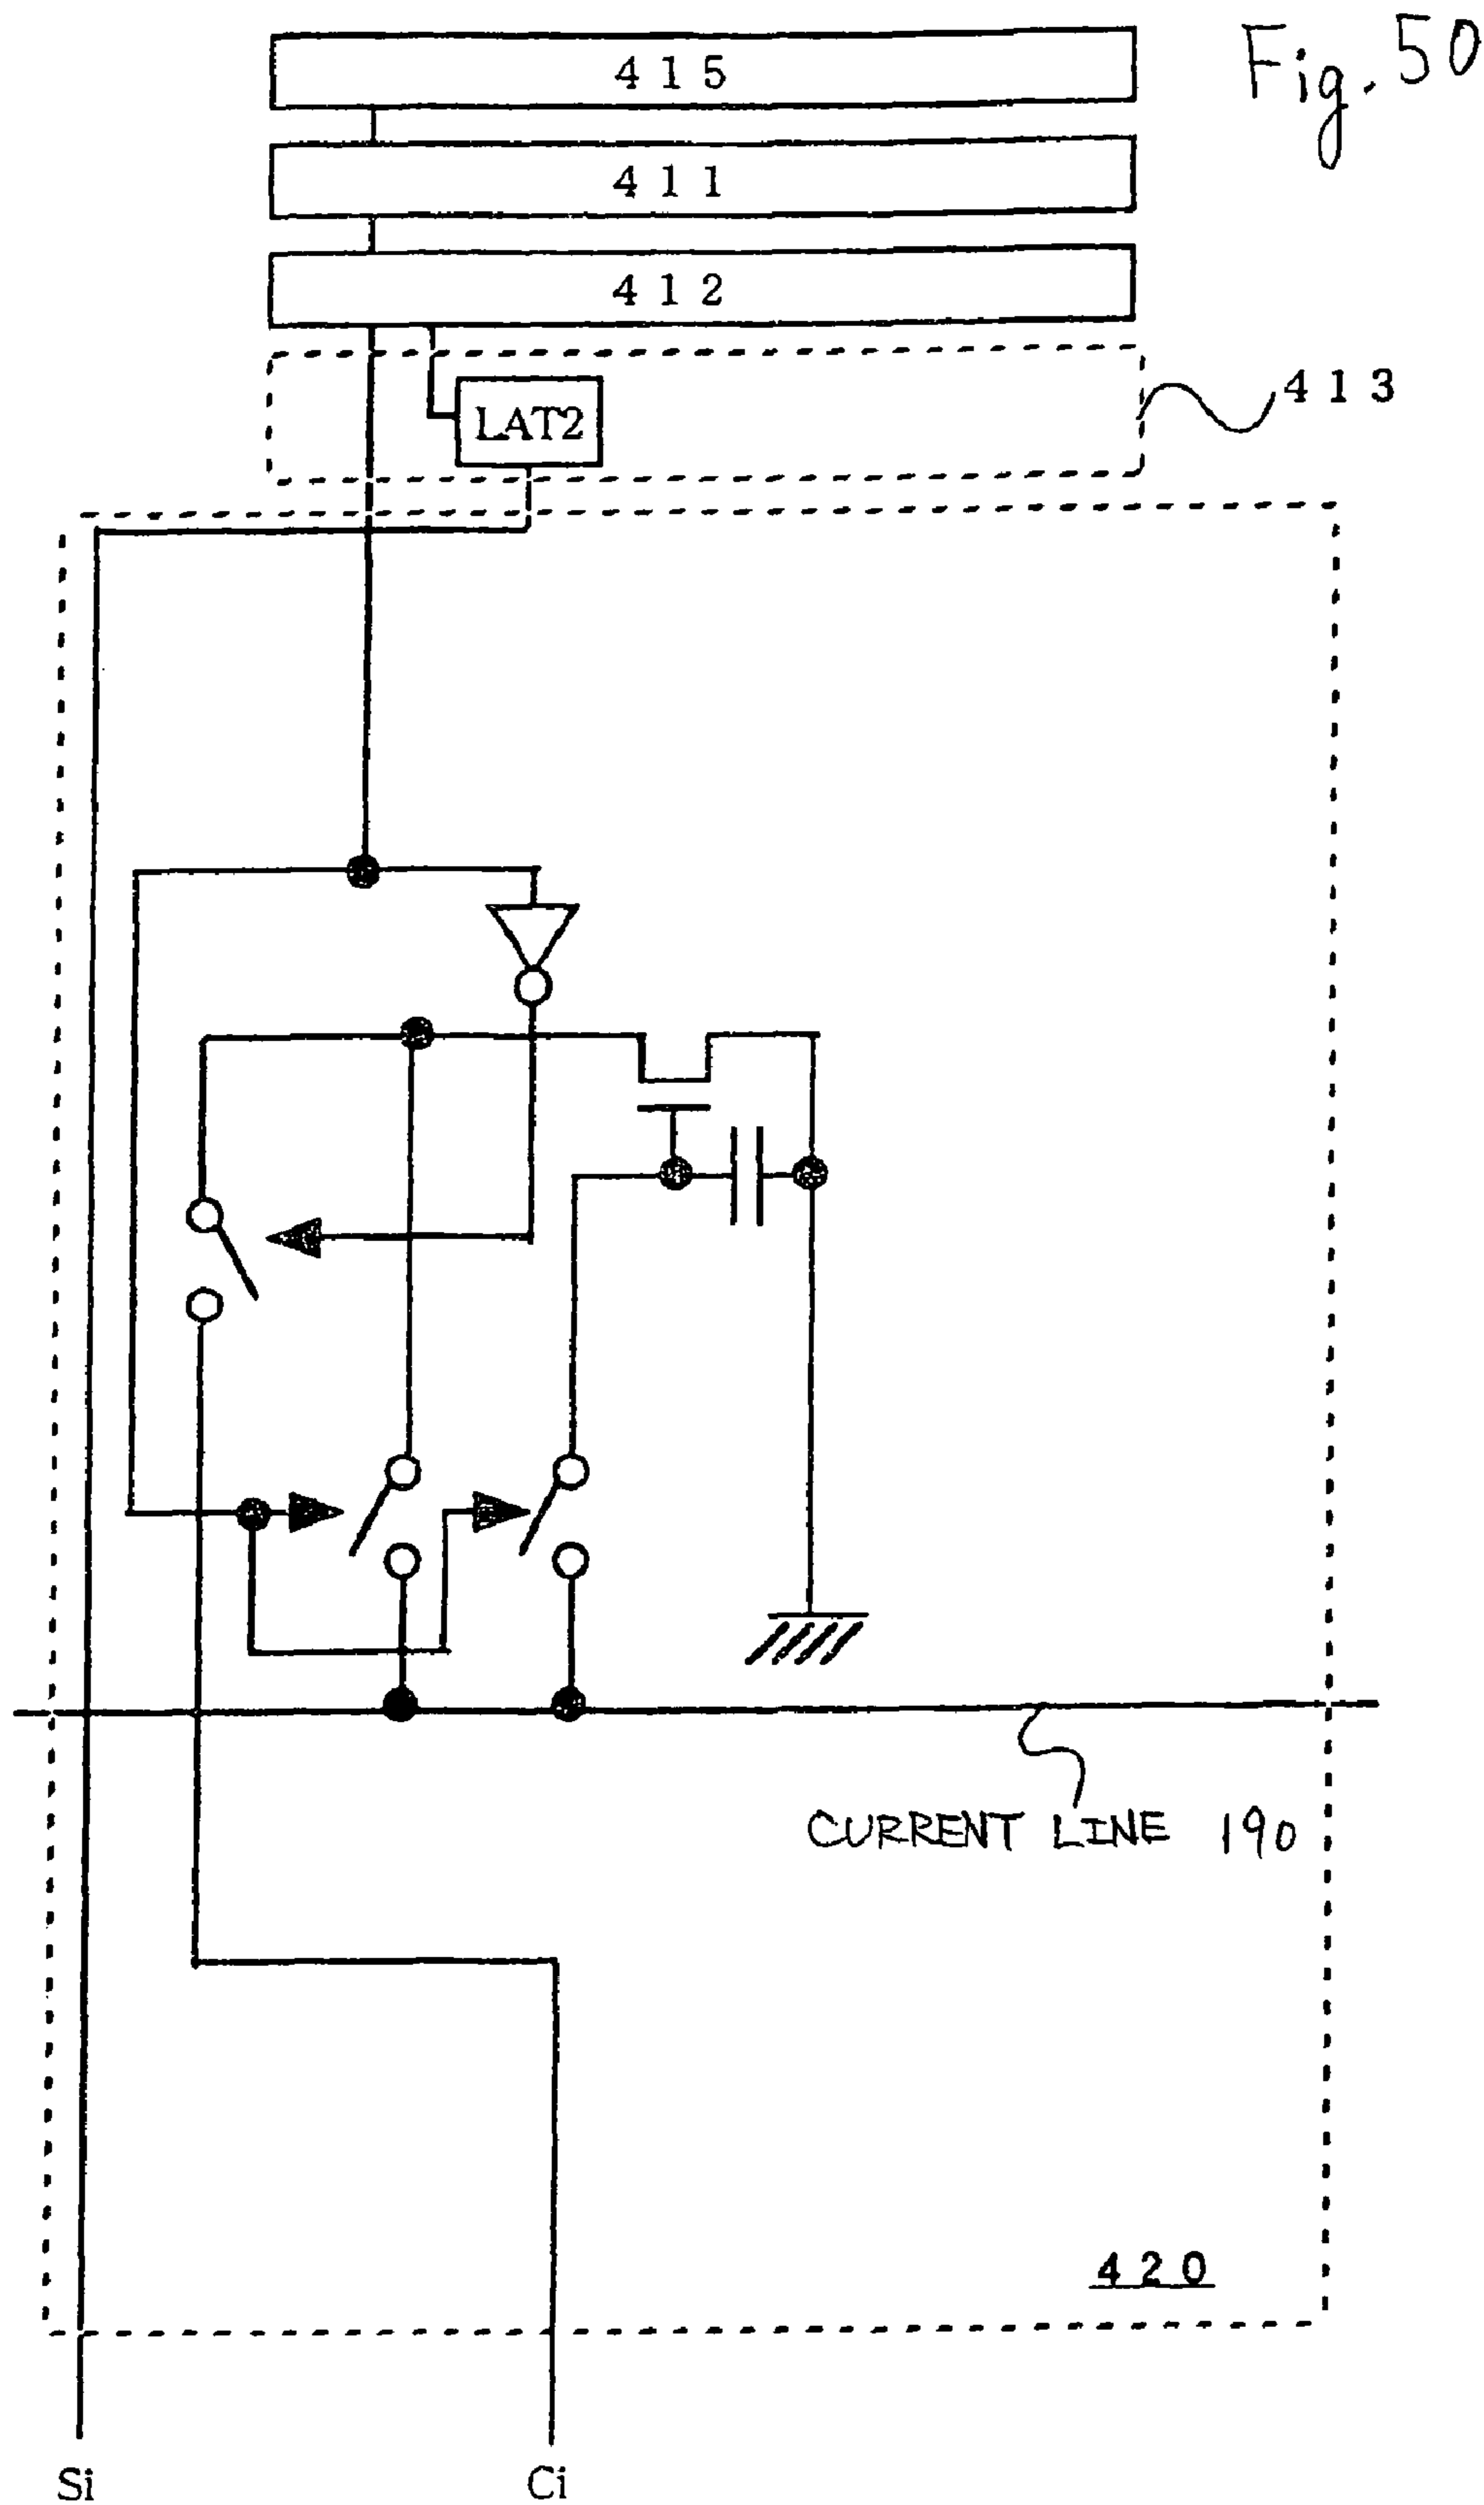 Fig. 50
415
411
412
413
LAT2
CURRENT LINE 190
420
Si
Ci